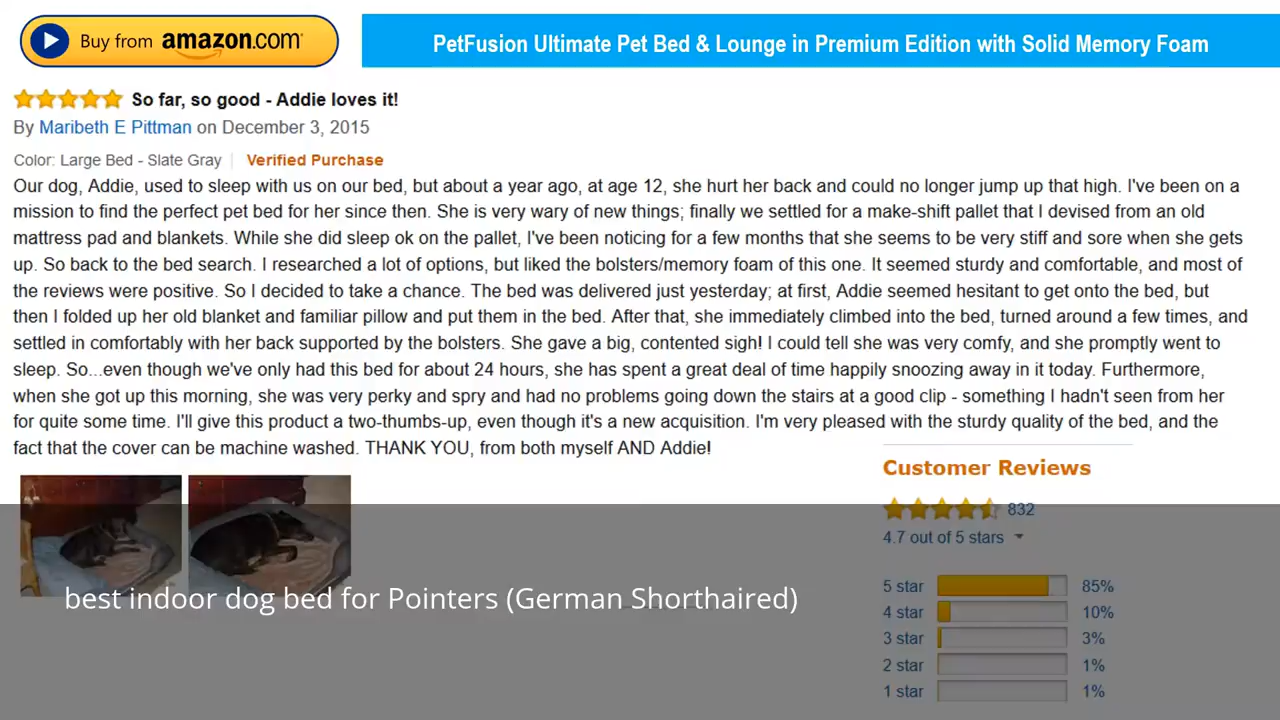 Buy from amazon.com
PetFusion Ultimate Pet Bed & Lounge in Premium Edition with Solid Memory Foam
So far, so good - Addie loves it!
By Maribeth E Pittman on December 3, 2015
Color: Large Bed - Slate Gray | Verified Purchase
Our dog, Addie, used to sleep with us on our bed, but about a year ago, at age 12, she hurt her back and could no longer jump up that high. I've been on a
mission to find the perfect pet bed for her since then. She is very wary of new things; finally we settled for a make-shift pallet that I devised from an old
mattress pad and blankets. While she did sleep ok on the pallet, I've been noticing for a few months that she seems to be very stiff and sore when she gets
up. So back to the bed search. I researched a lot of options, but liked the bolsters/memory foam of this one. It seemed sturdy and comfortable, and most of
the reviews were positive. So I decided to take a chance. The bed was delivered just yesterday; at first, Addie seemed hesitant to get onto the bed, but
then I folded up her old blanket and familiar pillow and put them in the bed. After that, she immediately climbed into the bed, turned around a few times, and
settled in comfortably with her back supported by the bolsters. She gave a big, contented sigh! I could tell she was very comfy, and she promptly went to
sleep. So...even though we've only had this bed for about 24 hours, she has spent a great deal of time happily snoozing away in it today. Furthermore,
when she got up this morning, she was very perky and spry and had no problems going down the stairs at a good clip - something I hadn't seen from her
for quite some time. I'll give this product a two-thumbs-up, even though it's a new acquisition. I'm very pleased with the sturdy quality of the bed, and the
fact that the cover can be machine washed. THANK YOU, from both myself AND Addie!
Customer Reviews
832
4.7 out of 5 stars
5 star 85%
4 star 10%
3 star 3%
2 star 1%
1 star 1%
best indoor dog bed for Pointers (German Shorthaired)